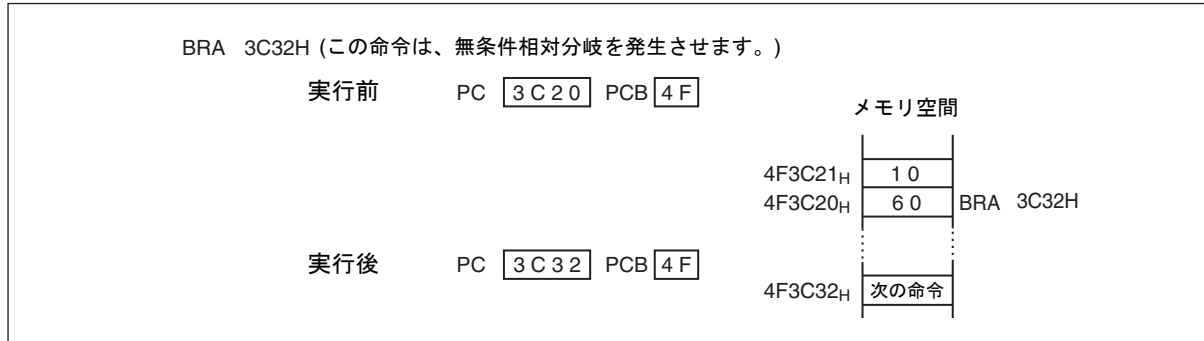 BRA 3C32H (この命令は、無条件相対分岐を発生させます。)
実行前 PC 3C20 PCB 4F
メモリ空間
4F3C21H 10
4F3C20H 60 BRA 3C32H
実行後 PC 3C32 PCB 4F
4F3C32H 次の命令